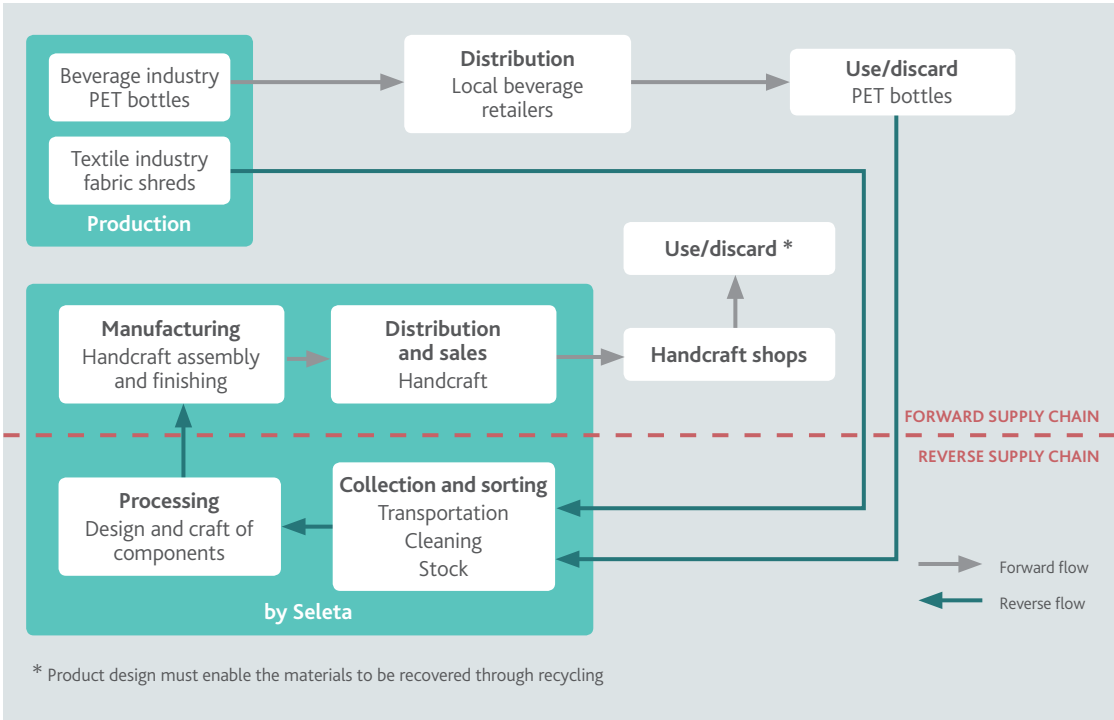 Beverage industry
PET bottles
Distribution
Local beverage
retailers
Use/discard
PET bottles
Textile industry
fabric shreds
Production
Use/discard *
Manufacturing
Handcraft assembly
and finishing
Distribution
and sales
Handcraft
Handcraft shops
FORWARD SUPPLY CHAIN
REVERSE SUPPLY CHAIN
Processing
Design and craft of
components
Collection and sorting
Transportation
Cleaning
Stock
by Seleta
Forward flow
Reverse flow
* Product design must enable the materials to be recovered through recycling